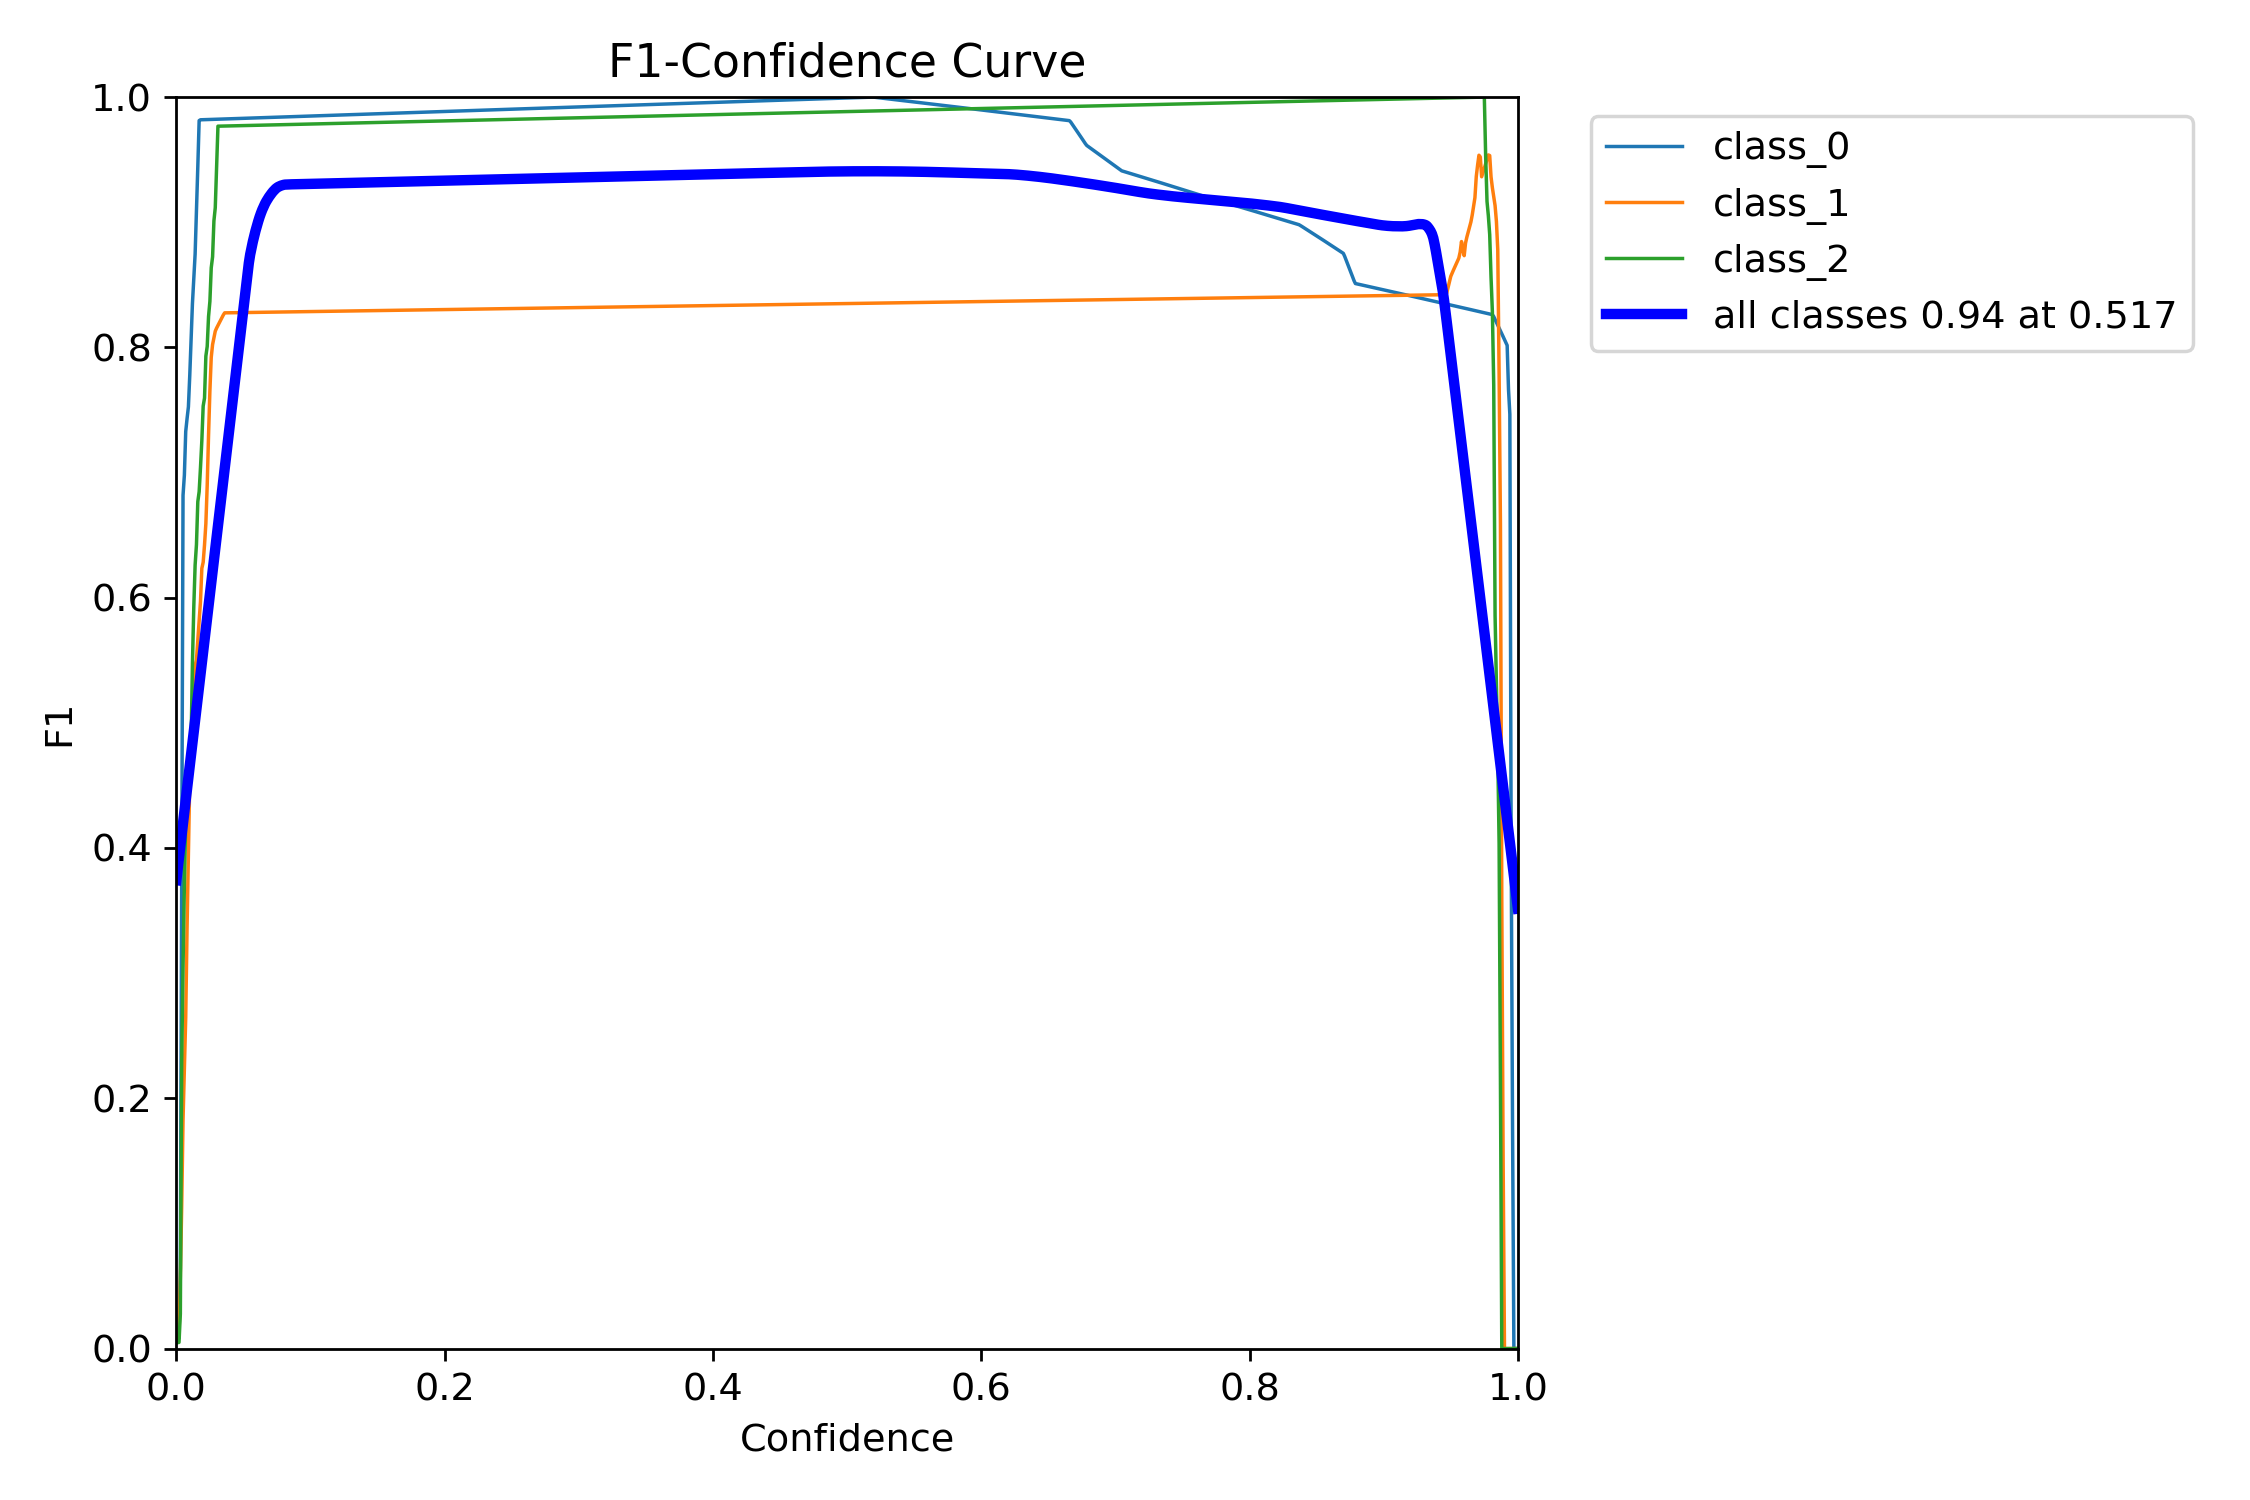 F1-Confidence Curve
1.0
0.8
0.6
0.4
0.2
0.0
F1
0.0 0.2 0.4 0.6 0.8 1.0
Confidence
class_0
class_1
class_2
all classes 0.94 at 0.517